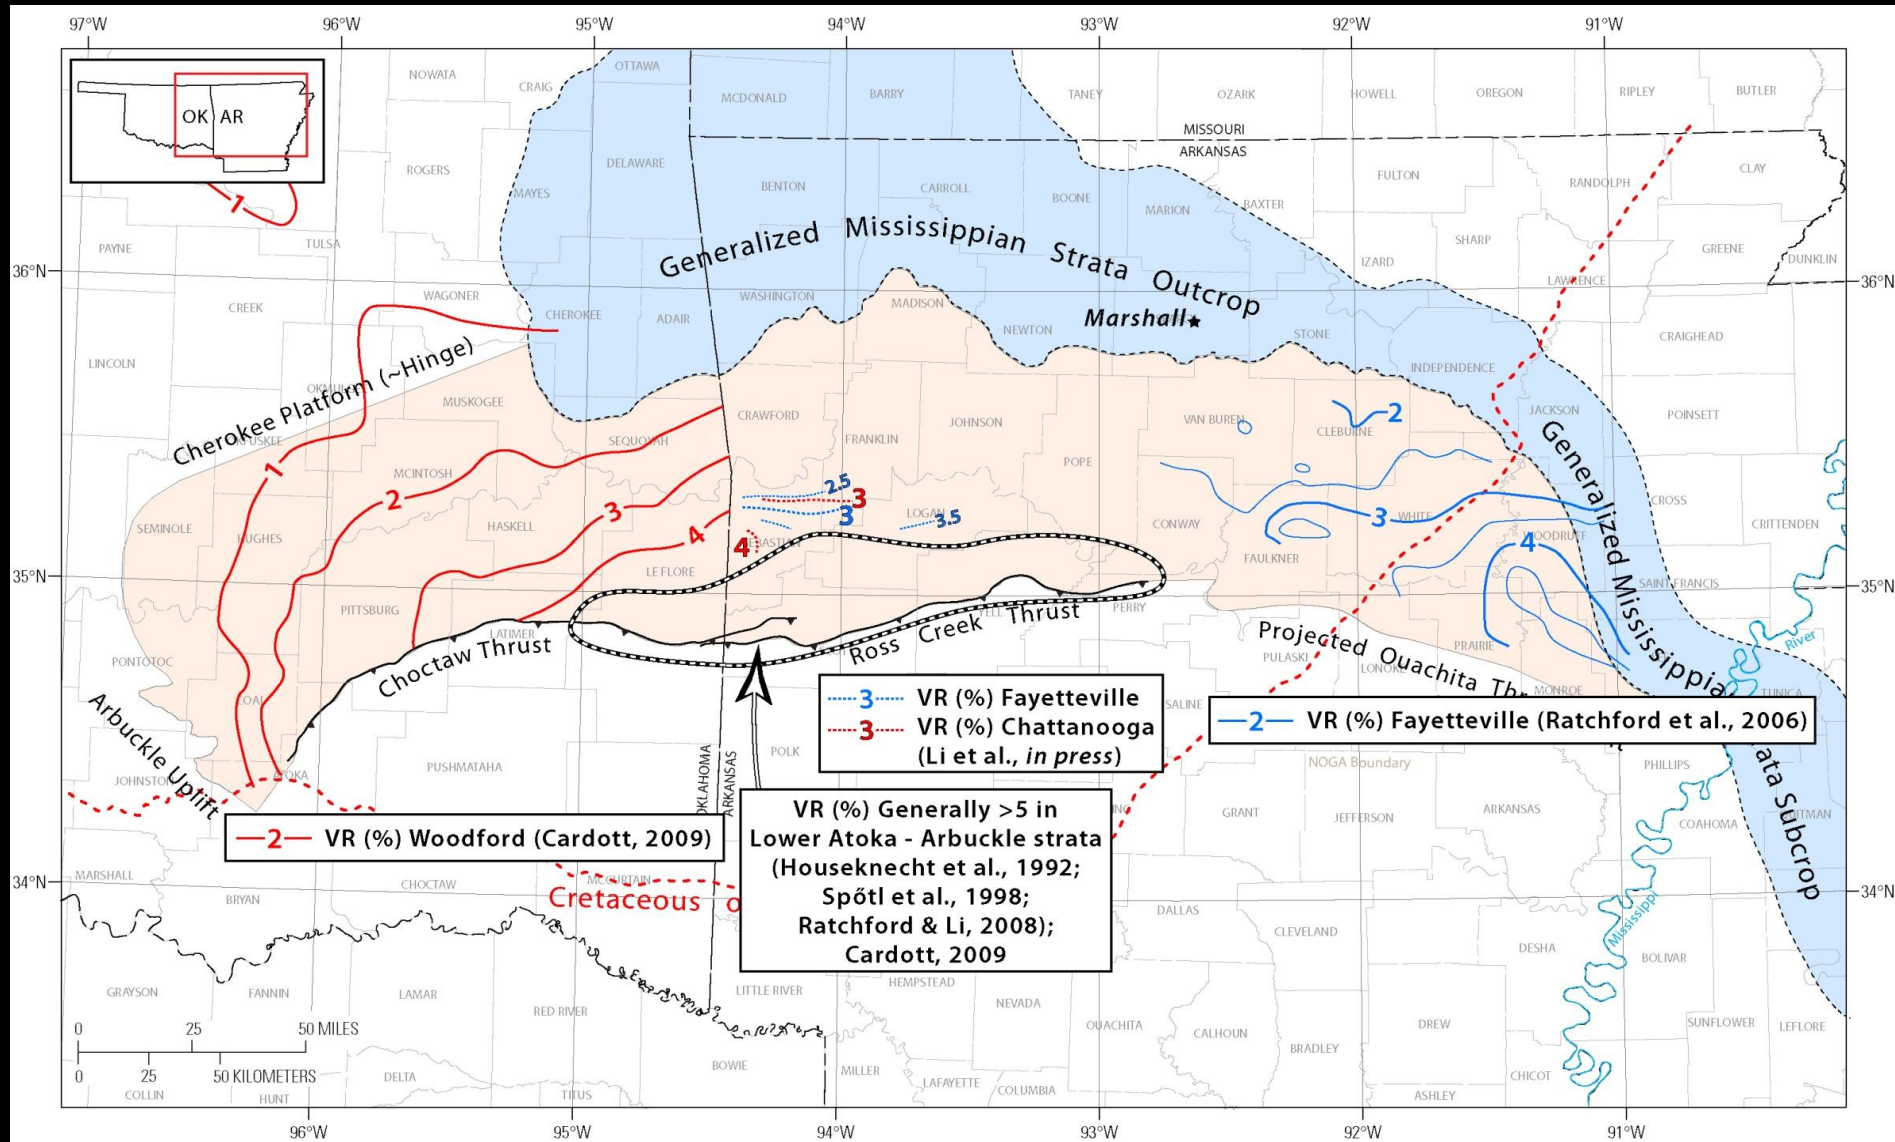 97°W
96°W
95°W
94°W
93°W
92°W
91°W
OK
AR
NOWATA
CRAIG
OTTAWA
MCDONALD
BARRY
TANEY
OZARK
HOWELL
OREGON
RIPLEY
BUTLER
MISSOURI
ARKANSAS
ROGERS
MAYES
DELAWARE
BENTON
CARROLL
BOONE
MARION
BAXTER
FULTON
RANDOLPH
CLAY
1
PAYNE
TULSA
Generalized Mississippian Strata Outcrop
SHARP
IZARD
GREENE
DUNKLIN
36°N
36°N
LAWRENCE
CREEK
WAGONER
CHEROKEE
ADAIR
WASHINGTON
MADISON
NEWTON
Marshall
STONE
CRAIGHEAD
LINCOLN
Cherokee Platform (~Hinge)
INDEPENDENCE
MUSKOGEE
SEQUOYAH
CRAWFORD
FRANKLIN
JOHNSON
VAN BUREN
CLEBURNE
2
JACKSON
POINSETT
1
MCINTOSH
2
POPE
2.5
3
3
3.5
LOGAN
SEMINOLE
HUGHES
HASKELL
3
4
4
CONWAY
3
WHITE
CROSS
CRITTENDEN
WOODRUFF
4
FAULKNER
35°N
35°N
LE FLORE
PITTSBURG
SAINT FRANCIS
LATIMER
Choctaw Thrust
Ross Creek Thrust
YELL
PERRY
Projected Ouachita Thr
PULASKI
LONOKE
PRAIRIE
MONROE
River
TUNICA
PONTOTOC
COAL
Arbuckle Uplift
JOHNSTON
ATOKA
PUSHMATAHA
OKLAHOMA
ARKANSAS
POLK
SALINE
3 VR (%) Fayetteville
3 VR (%) Chattanooga
(Li et al., in press)
2 VR (%) Fayetteville (Ratchford et al., 2006)
Generalized Mississippian
ata Subcrop
NOGA Boundary
PHILLIPS
GRANT
JEFFERSON
ARKANSAS
COAHOMA
2 VR (%) Woodford (Cardott, 2009)
VR (%) Generally >5 in
Lower Atoka - Arbuckle strata
(Houseknecht et al., 1992;
Spötl et al., 1998;
Ratchford & Li, 2008);
Cardott, 2009
34°N
34°N
MARSHALL
BRYAN
CHOCTAW
MCCURTAIN
Cretaceous o
DALLAS
CLEVELAND
DESHA
BOLIVAR
Mississippi
GRAYSON
FANNIN
LAMAR
RED RIVER
LITTLE RIVER
HEMPSTEAD
NEVADA
OUACHITA
CALHOUN
BRADLEY
DREW
SUNFLOWER
LEFLORE
0 25 50 MILES
0 25 50 KILOMETERS
COLLIN
HUNT
DELTA
TITUS
BOWIE
MILLER
LAFAYETTE
COLUMBIA
ASHLEY
CHICOT
96°W
95°W
94°W
93°W
92°W
91°W